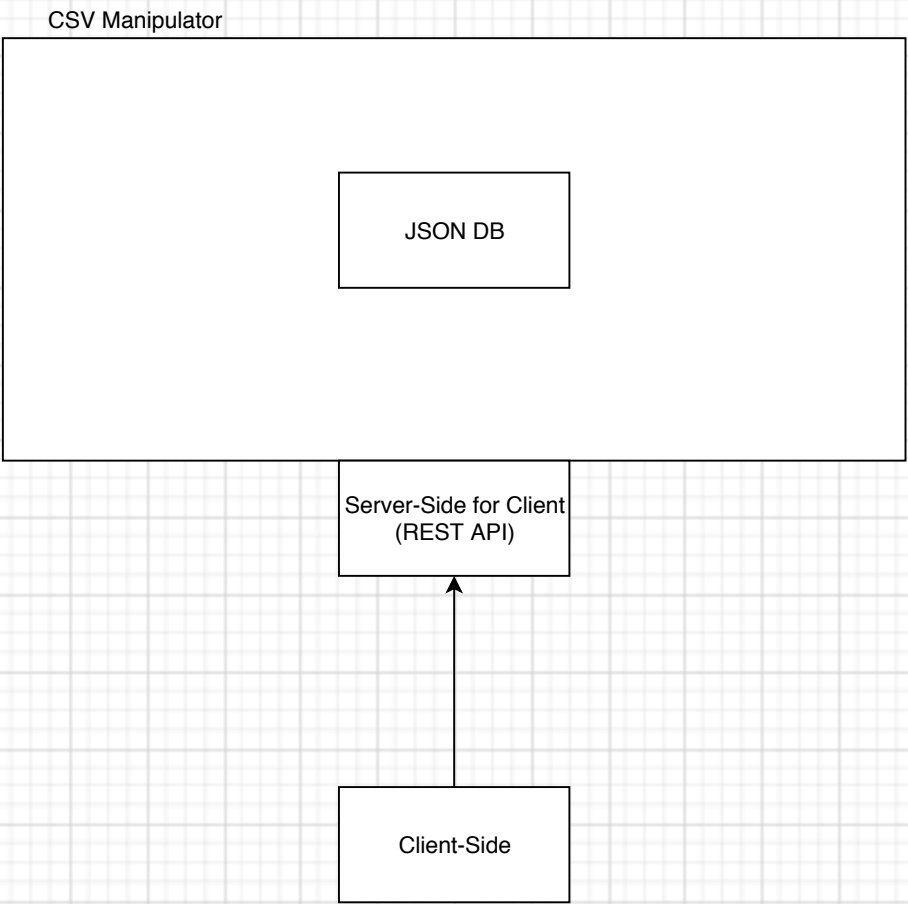 CSV Manipulator
JSON DB
Server-Side for Client
(REST API)
Client-Side